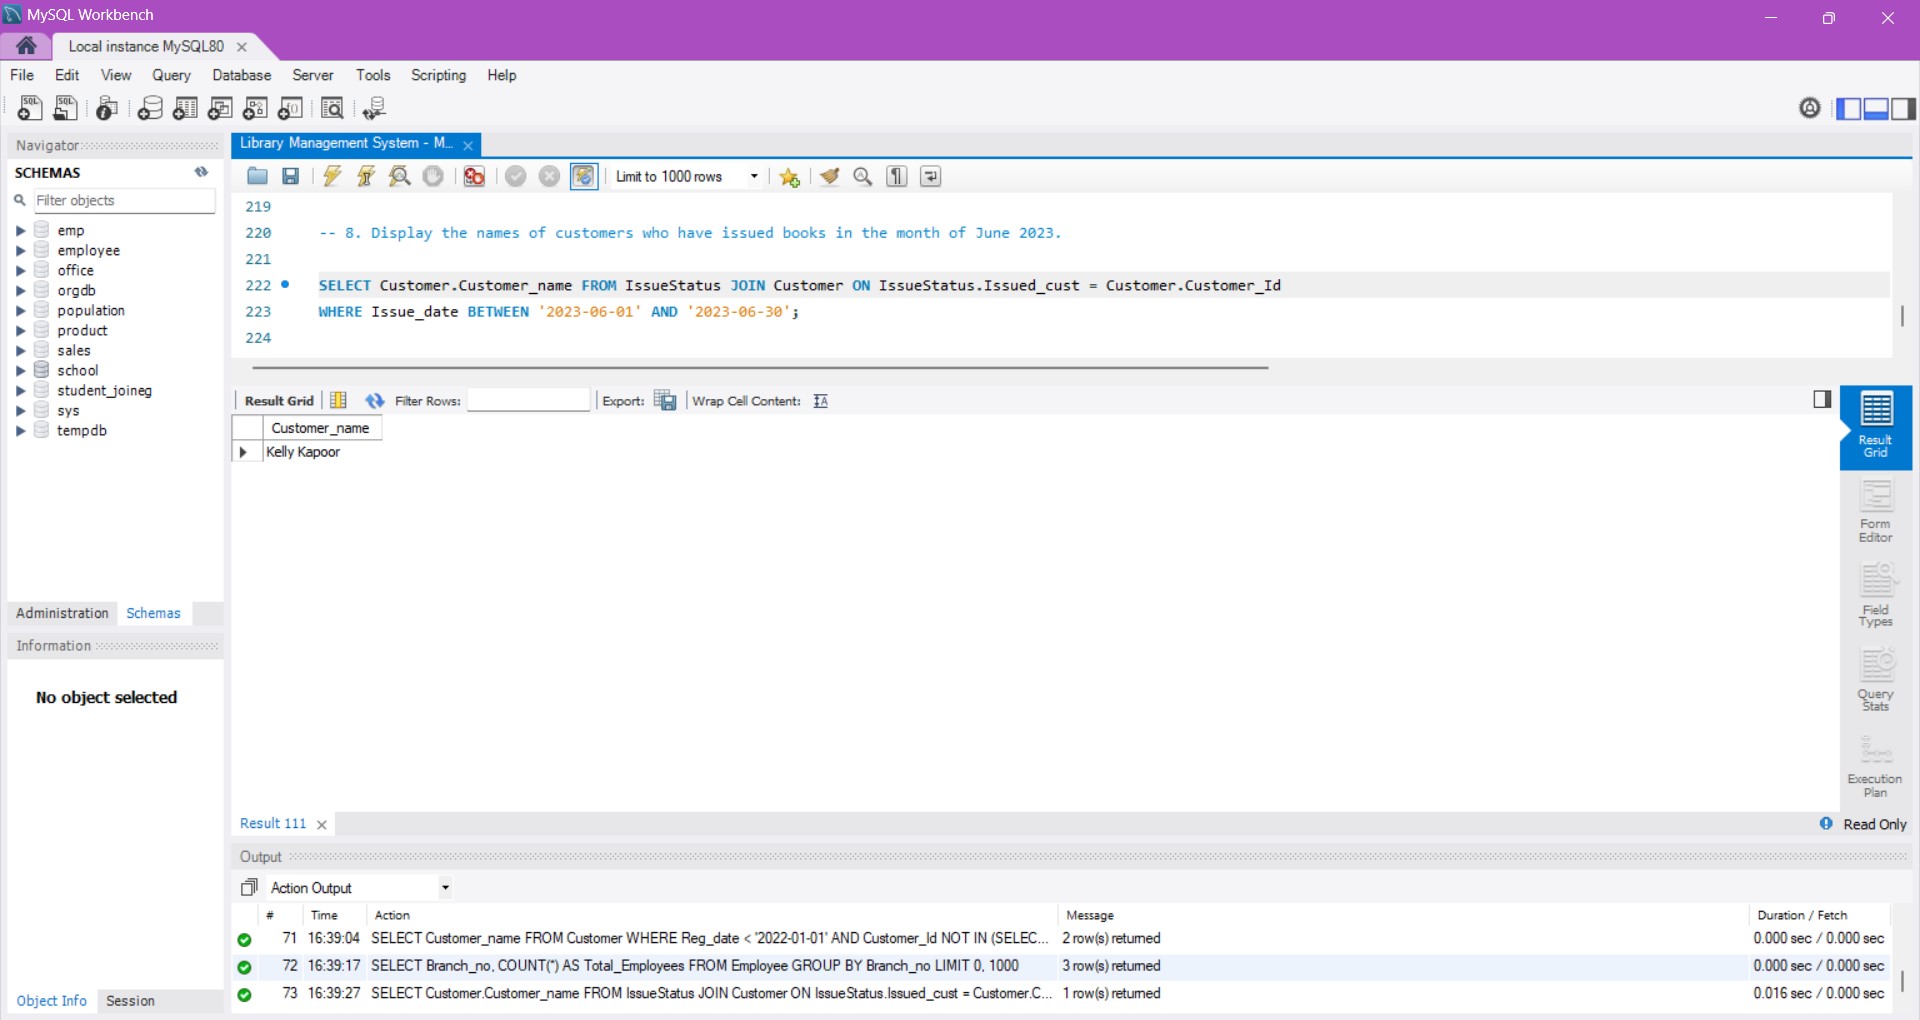 MySQL Workbench
Local instance MySQL80
File Edit View Query Database Server Tools Scripting Help
Navigator
SCHEMAS
Filter objects
emp
employee
office
orgdb
population
product
sales
school
student_joineg
sys
tempdb
Administration Schemas
Information
No object selected
Object Info Session
Library Management System - M...
Limit to 1000 rows
219
220 -- 8. Display the names of customers who have issued books in the month of June 2023.
221
222 SELECT Customer.Customer_name FROM IssueStatus JOIN Customer ON IssueStatus.Issued_cust = Customer.Customer_Id
223 WHERE Issue_date BETWEEN '2023-06-01' AND '2023-06-30';
224
Result Grid Filter Rows: Export: Wrap Cell Content:
Customer_name
Kelly Kapoor
Result
Grid
Form
Editor
Field
Types
Query
Stats
Execution
Plan
Result 111
Read Only
Output
Action Output
# Time Action Message Duration / Fetch
71 16:39:04 SELECT Customer_name FROM Customer WHERE Reg_date < '2022-01-01' AND Customer_Id NOT IN (SELEC... 2 row(s) returned 0.000 sec / 0.000 sec
72 16:39:17 SELECT Branch_no, COUNT(*) AS Total_Employees FROM Employee GROUP BY Branch_no LIMIT 0, 1000 3 row(s) returned 0.000 sec / 0.000 sec
73 16:39:27 SELECT Customer.Customer_name FROM IssueStatus JOIN Customer ON IssueStatus.Issued_cust = Customer.C... 1 row(s) returned 0.016 sec / 0.000 sec